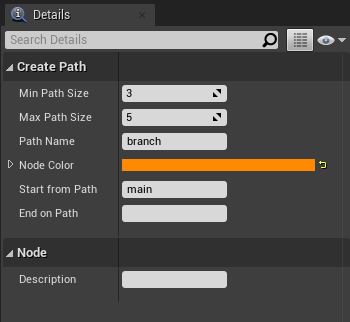 Details
Search Details
Create Path
Min Path Size 3
Max Path Size 5
Path Name branch
Node Color
Start from Path main
End on Path
Node
Description